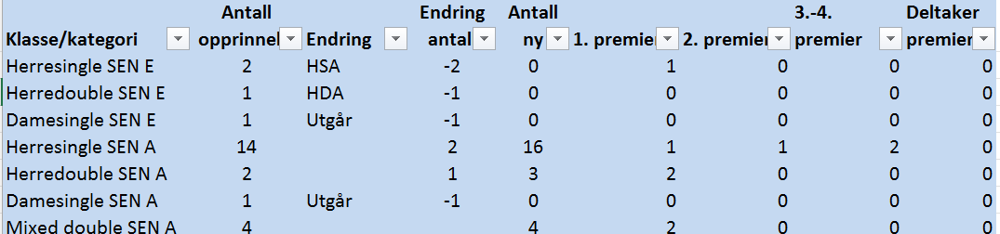 Antall Endring Antall 3.-4. Deltaker
Klasse/kategori opprinnel Endring antal ny 1. premier 2. premier premier premier
Herresingle SEN E 2 HSA -2 0 1 0 0 0
Herredouble SEN E 1 HDA -1 0 0 0 0 0
Damesingle SEN E 1 Utgår -1 0 0 0 0 0
Herresingle SEN A 14 2 16 1 1 2 0
Herredouble SEN A 2 1 3 2 0 0 0
Damesingle SEN A 1 Utgår -1 0 0 0 0 0
Mixed double SEN A 4 4 2 0 0 0